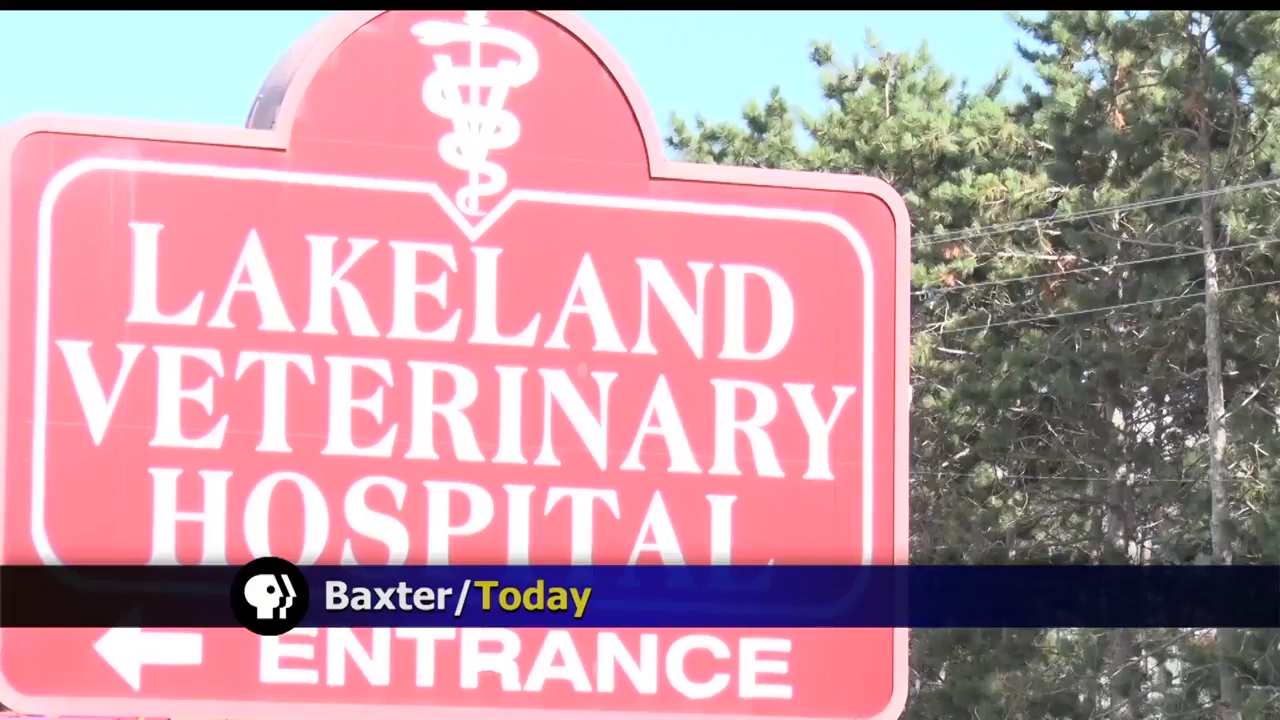 LAKELAND
VETERINARY
HOSPITAL
Baxter/Today
ENTRANCE